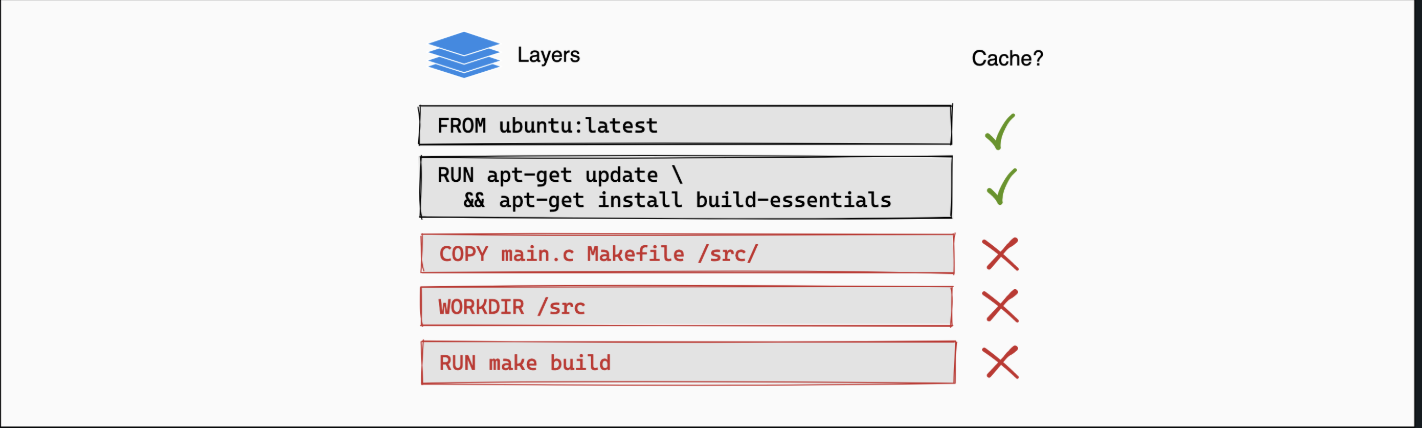 Layers
Cache?
FROM ubuntu:latest
RUN apt-get update \
&& apt-get install build-essentials
COPY main.c Makefile /src/
WORKDIR /src
RUN make build